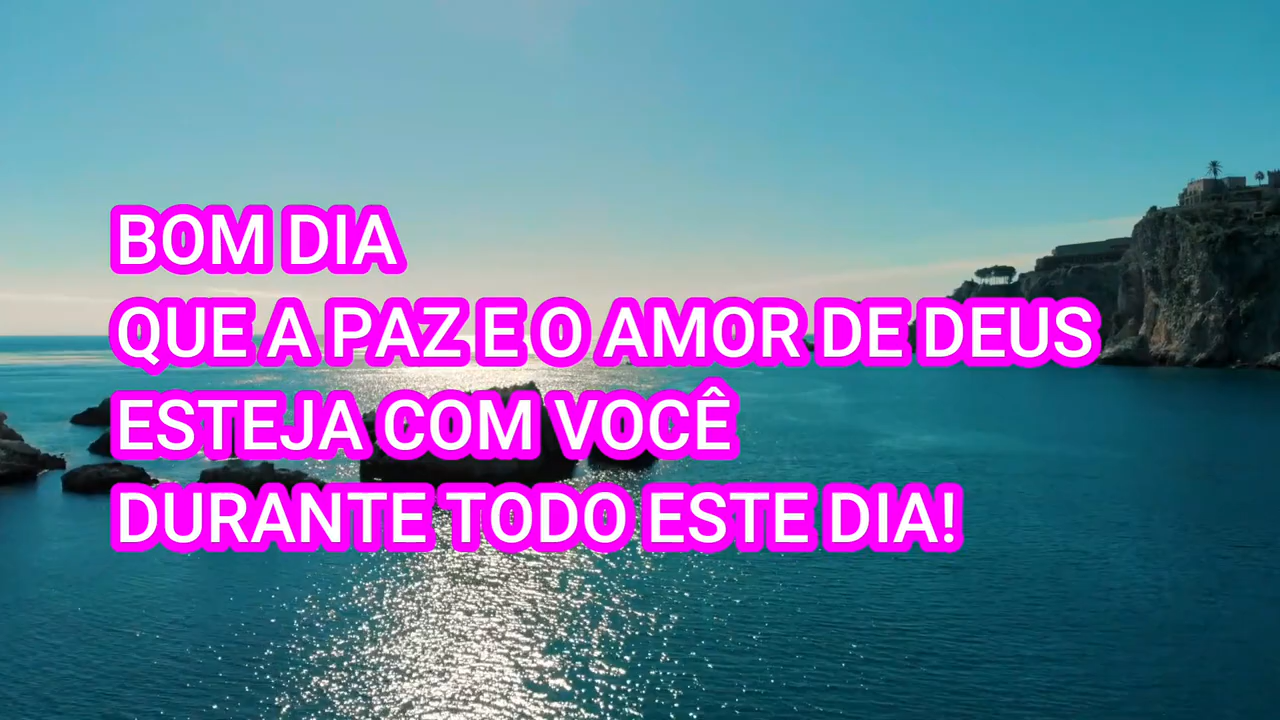 BOM DIA
QUE A PAZ E O AMOR DE DEUS
ESTEJA COM VOCÊ
DURANTE TODO ESTE DIA!